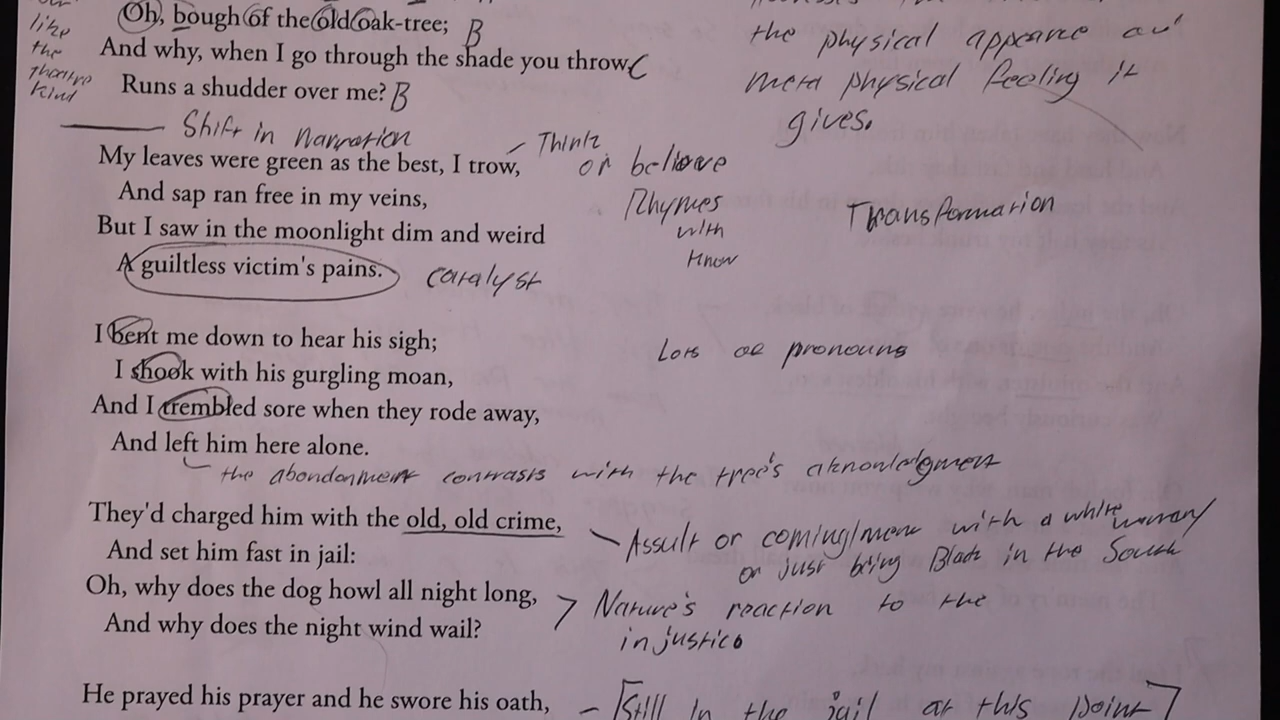 Oh, bough of the old oak-tree; B
like
the
theatre
kind
And why, when I go through the shade you throw, C
Runs a shudder over me? B
the physical appearce an
meta physical feeling it
gives.
Shift in narration
My leaves were green as the best, I trow, - Think
or believe
And sap ran free in my veins,
Rhymes
with
know
Transformation
But I saw in the moonlight dim and weird
A guiltless victim's pains. catalyst
I bent me down to hear his sigh;
Lots of pronouns
I shook with his gurgling moan,
And I trembled sore when they rode away,
And left him here alone.
the abondonment contrasts with the tree's aknowledgment
They'd charged him with the old, old crime,
Assult or coming/ with a white woman/
or just being Black in the South
And set him fast in jail:
Oh, why does the dog howl all night long,
And why does the night wind wail?
> Nature's reaction to the
injustice
He prayed his prayer and he swore his oath, - [Still in the jail at this point]